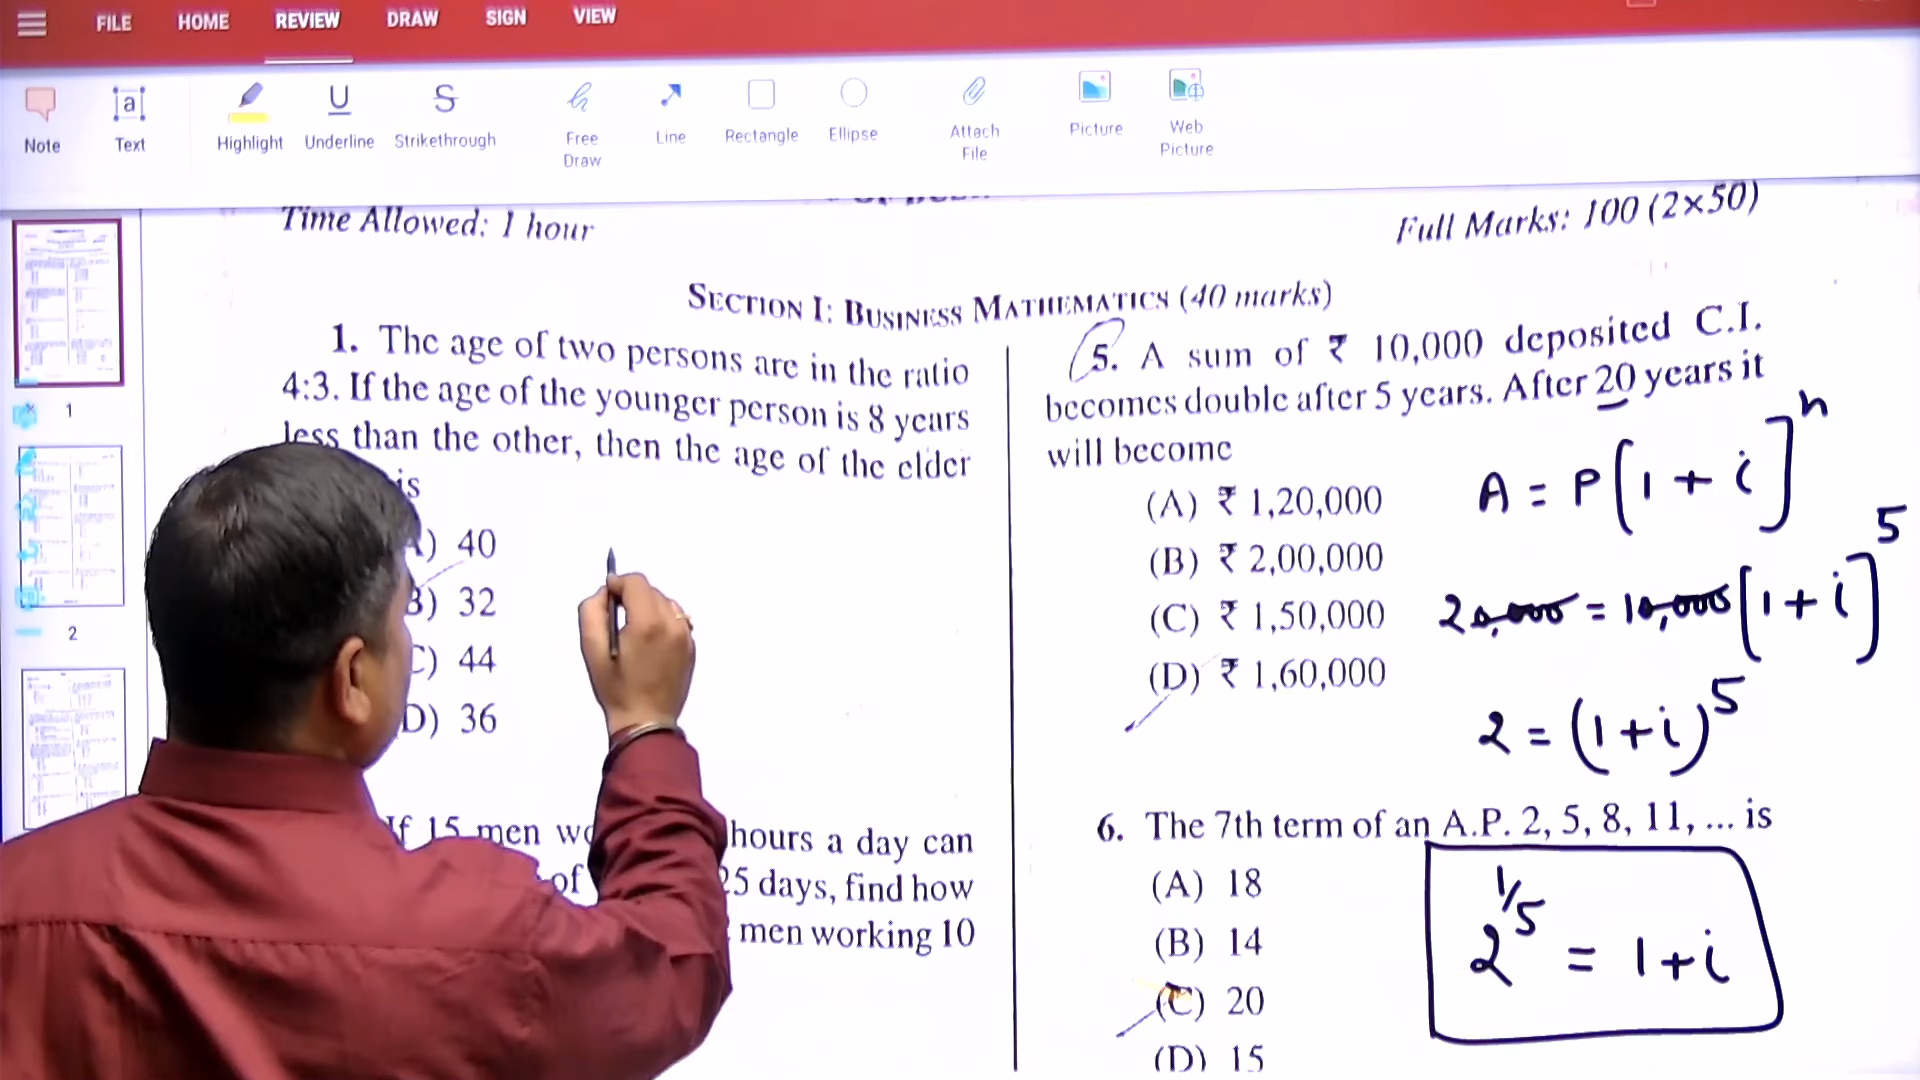 FILE HOME REVIEW DRAW SIGN VIEW
Note Text Highlight Underline Strikethrough Free Draw Line Rectangle Ellipse Attach File Picture Web Picture
Time Allowed: 1 hour
Full Marks: 100 (2×50)
SECTION I: BUSINESS MATHEMATICS (40 marks)
1. The age of two persons are in the ratio
4:3. If the age of the younger person is 8 years
less than the other, then the age of the elder
is
A) 40
B) 32
C) 44
D) 36
If 15 men hours a day can
of 25 days, find how
men working 10
5. A sum of ₹ 10,000 deposited C.I.
becomes double after 5 years. After 20 years it
will become
(A) ₹ 1,20,000
(B) ₹ 2,00,000
(C) ₹ 1,50,000
(D) ₹ 1,60,000
A = P[1 + i]^n
20,000 = 10,000[1 + i]^5
2 = (1+i)^5
6. The 7th term of an A.P. 2, 5, 8, 11, ... is
(A) 18
(B) 14
(C) 20
(D) 15
2^1/5 = 1+i
1
2